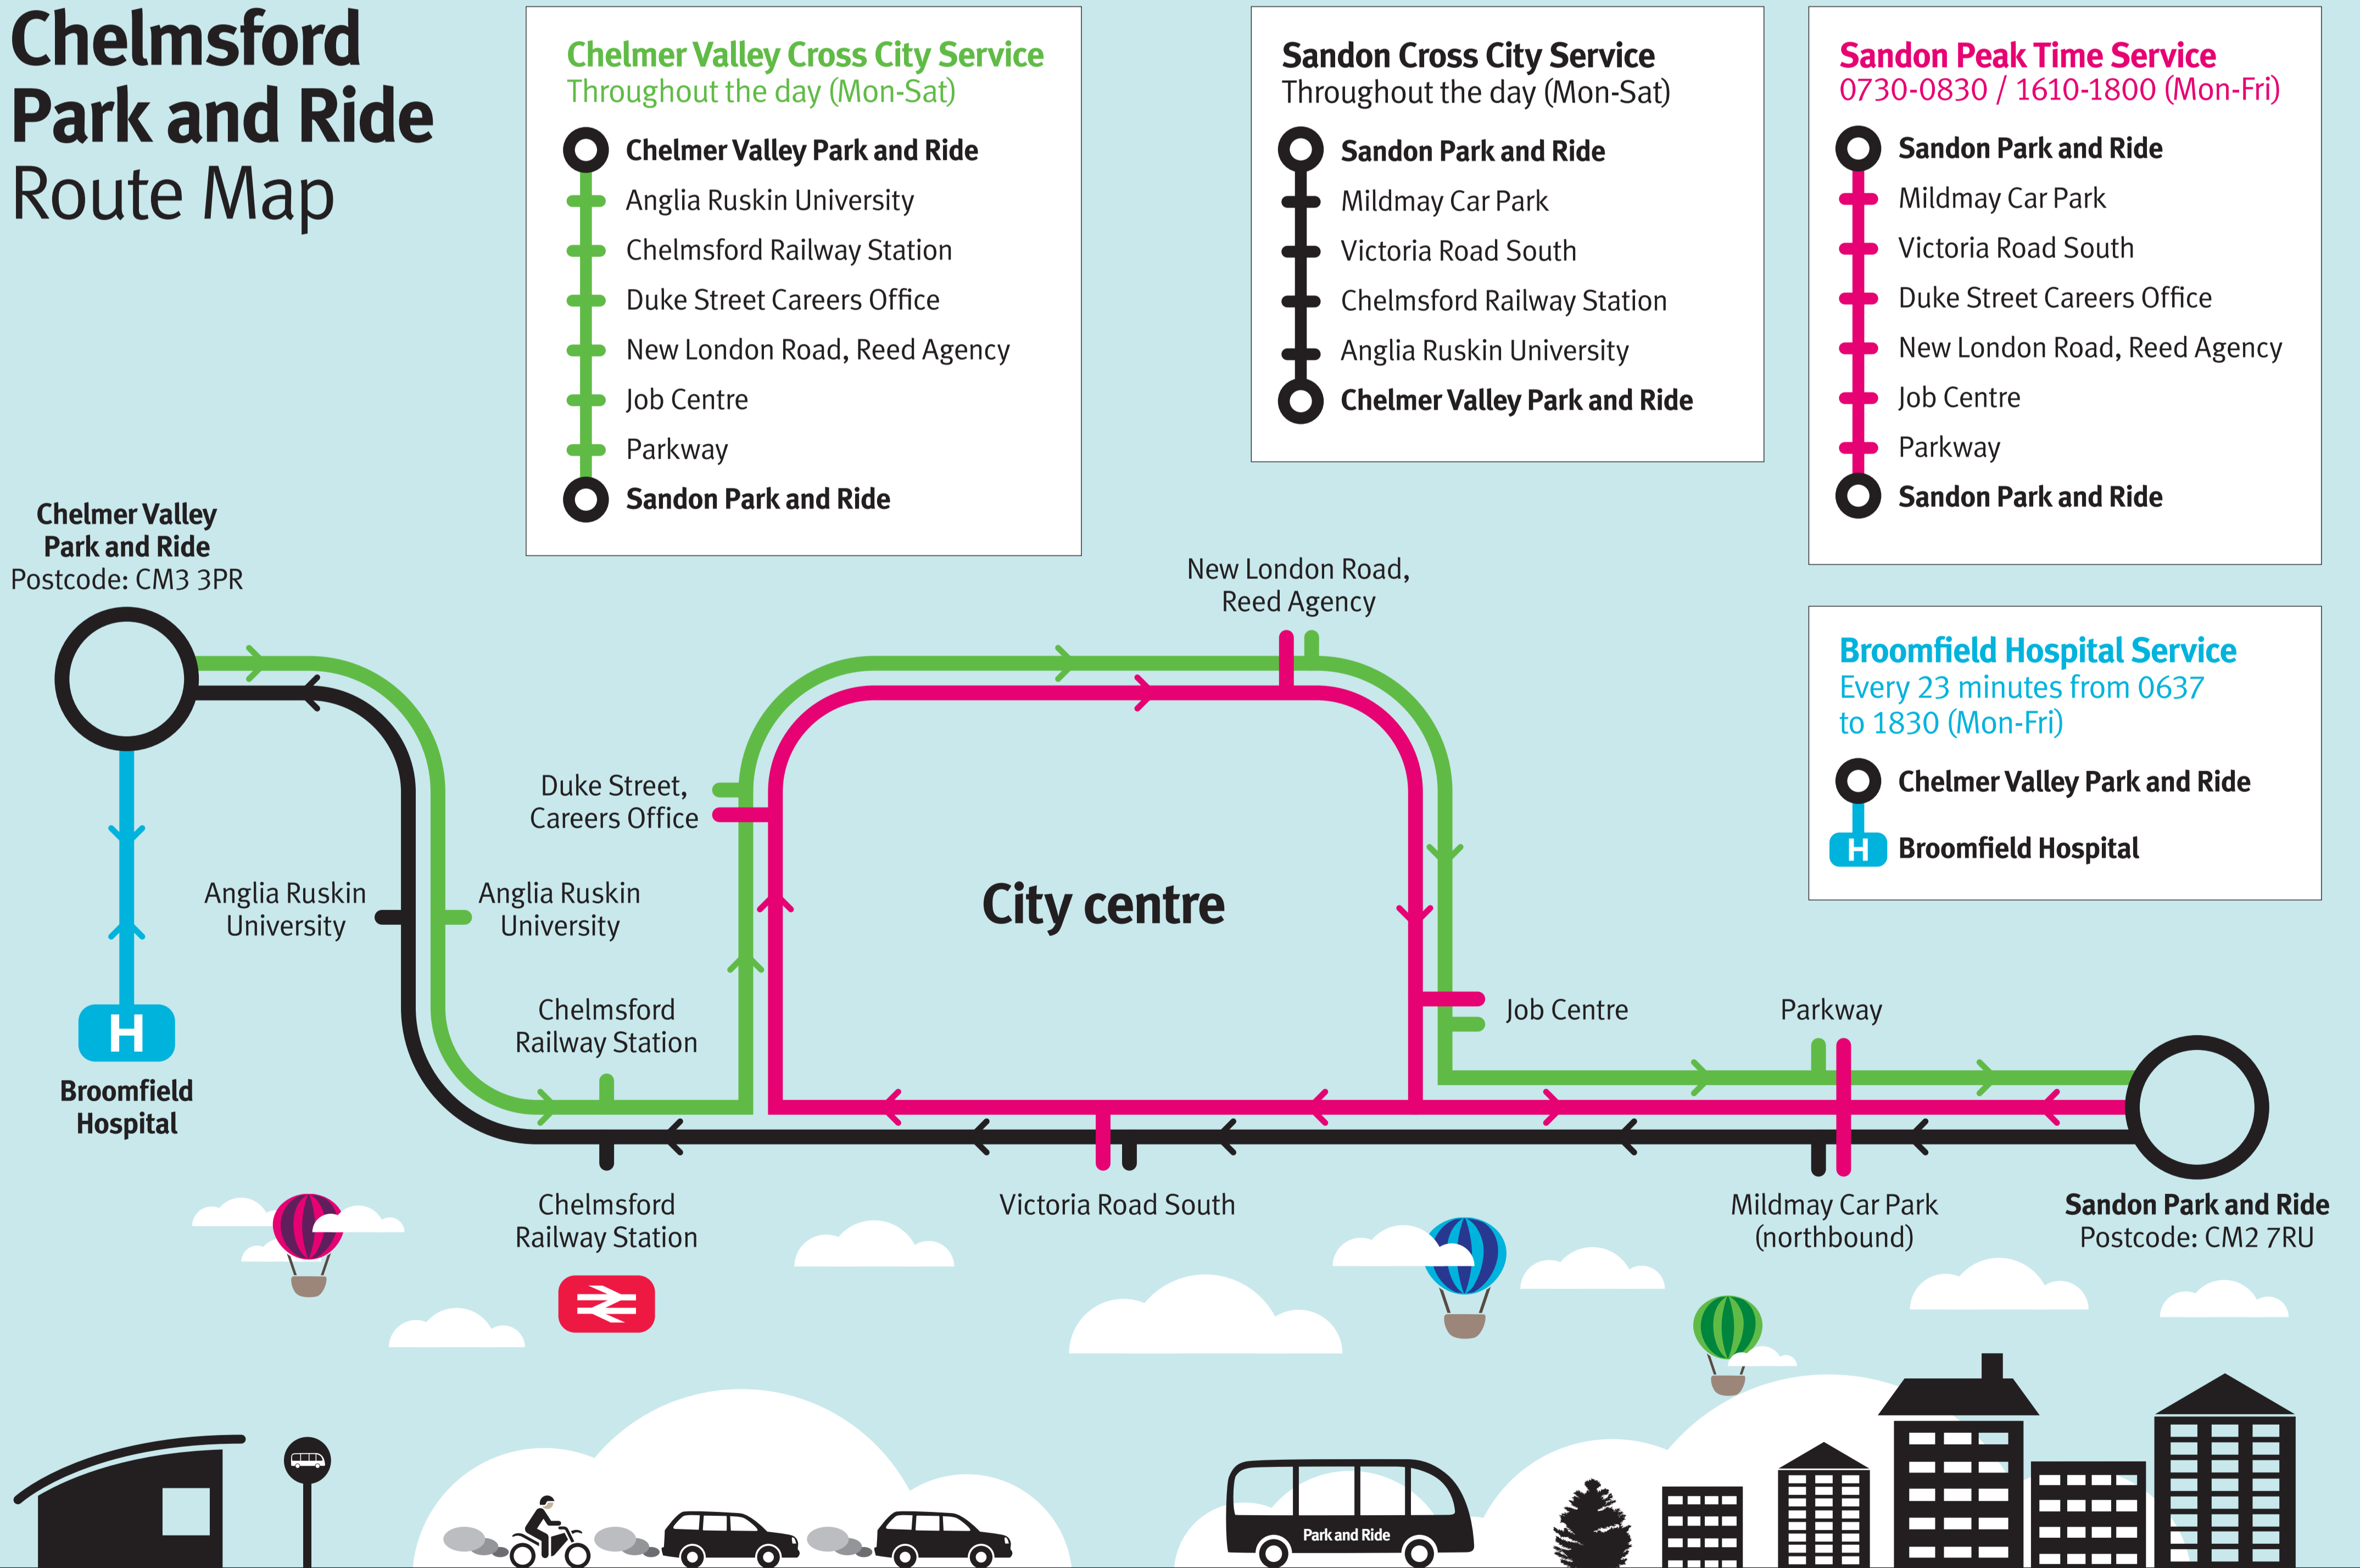 Chelmsford
Park and Ride
Route Map
Chelmer Valley Cross City Service
Throughout the day (Mon-Sat)
Chelmer Valley Park and Ride
Anglia Ruskin University
Chelmsford Railway Station
Duke Street Careers Office
New London Road, Reed Agency
Job Centre
Parkway
Sandon Park and Ride
Sandon Cross City Service
Throughout the day (Mon-Sat)
Sandon Park and Ride
Mildmay Car Park
Victoria Road South
Chelmsford Railway Station
Anglia Ruskin University
Chelmer Valley Park and Ride
Sandon Peak Time Service
0730-0830 / 1610-1800 (Mon-Fri)
Sandon Park and Ride
Mildmay Car Park
Victoria Road South
Duke Street Careers Office
New London Road, Reed Agency
Job Centre
Parkway
Sandon Park and Ride
Broomfield Hospital Service
Every 23 minutes from 0637
to 1830 (Mon-Fri)
Chelmer Valley Park and Ride
H
Broomfield Hospital
Chelmer Valley
Park and Ride
Postcode: CM3 3PR
New London Road,
Reed Agency
Duke Street,
Careers Office
City centre
Anglia Ruskin
University
Anglia Ruskin
University
Chelmsford
Railway Station
Job Centre
Parkway
H
Broomfield
Hospital
Chelmsford
Railway Station
Victoria Road South
Mildmay Car Park
(northbound)
Sandon Park and Ride
Postcode: CM2 7RU
Park and Ride